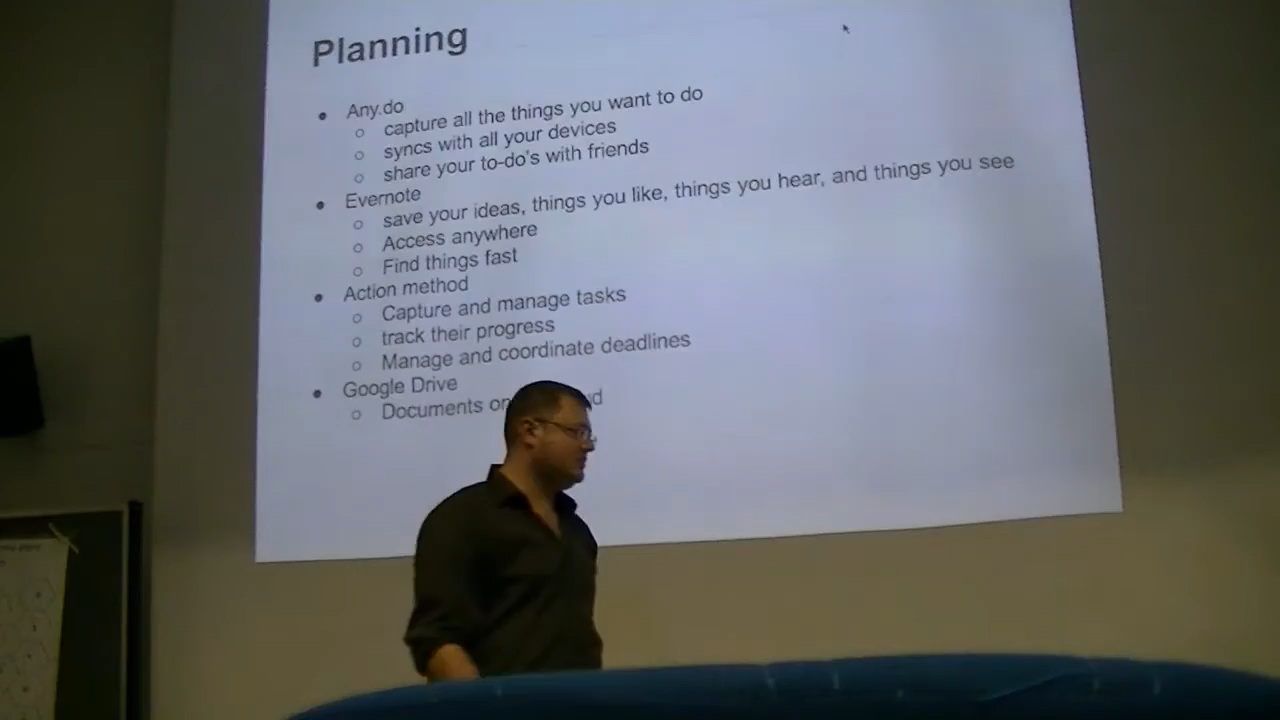 Planning
Any.do
capture all the things you want to do
syncs with all your devices
share your to-do's with friends
Evernote
save your ideas, things you like, things you hear, and things you see
Access anywhere
Find things fast
Action method
Capture and manage tasks
track their progress
Manage and coordinate deadlines
Google Drive
Documents